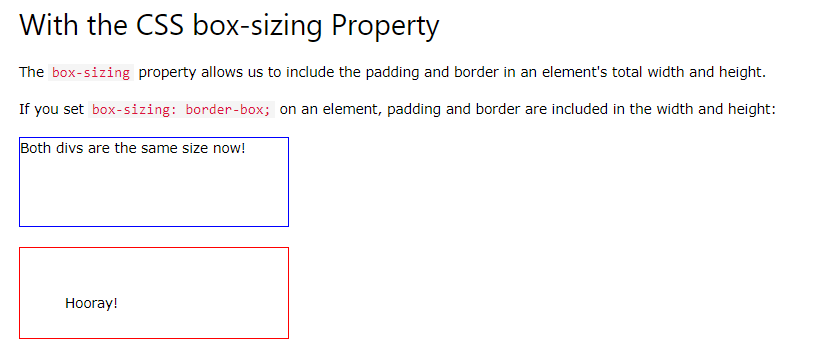 With the CSS box-sizing Property
The box-sizing property allows us to include the padding and border in an element's total width and height.
If you set box-sizing: border-box; on an element, padding and border are included in the width and height:
Both divs are the same size now!
Hooray!